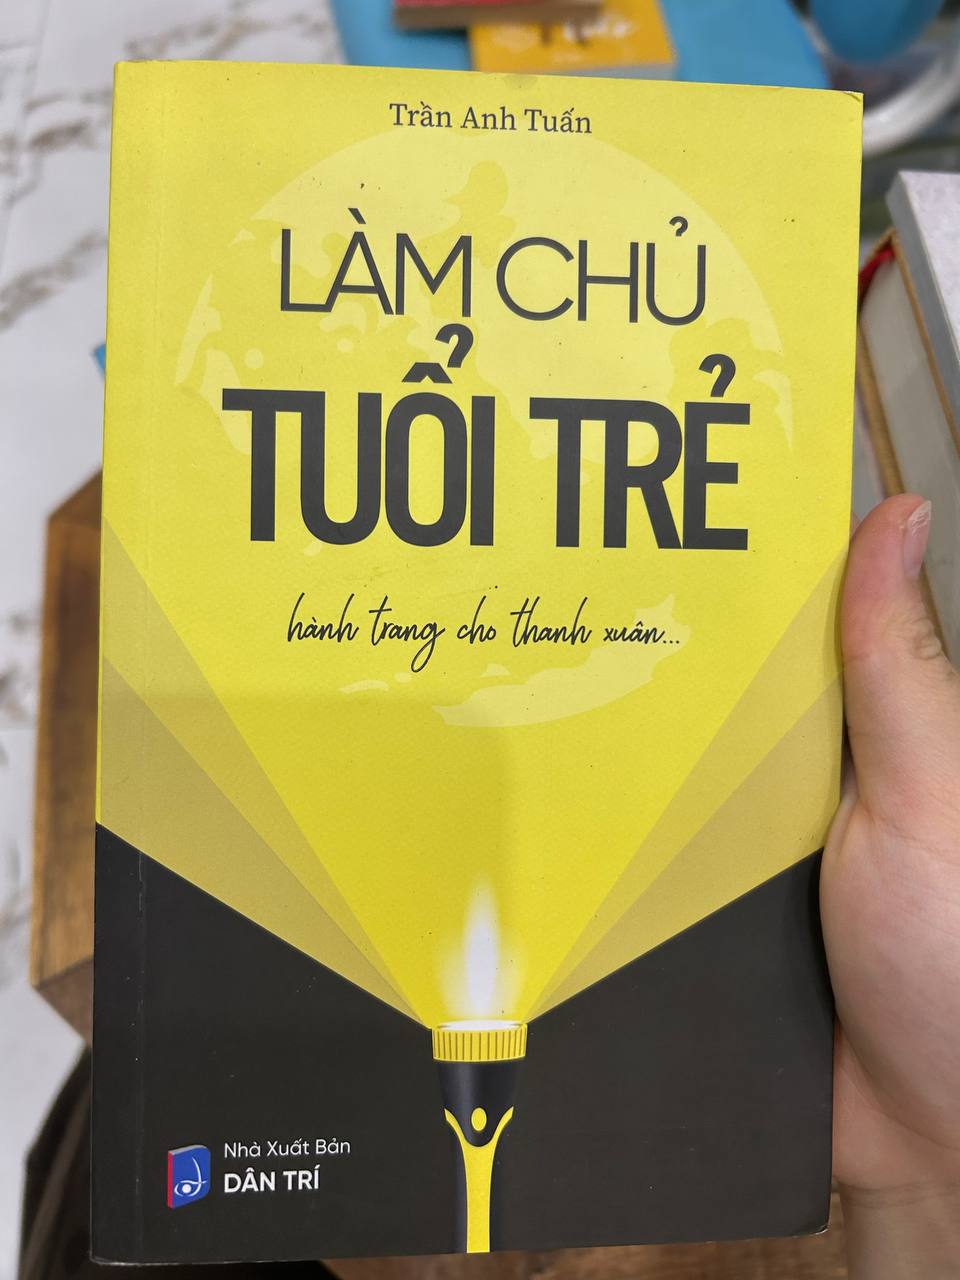 Trần Anh Tuấn
LÀM CHỦ
TUỔI TRẺ
hành trang cho thanh xuân...
Nhà Xuất Bản
DÂN TRÍ